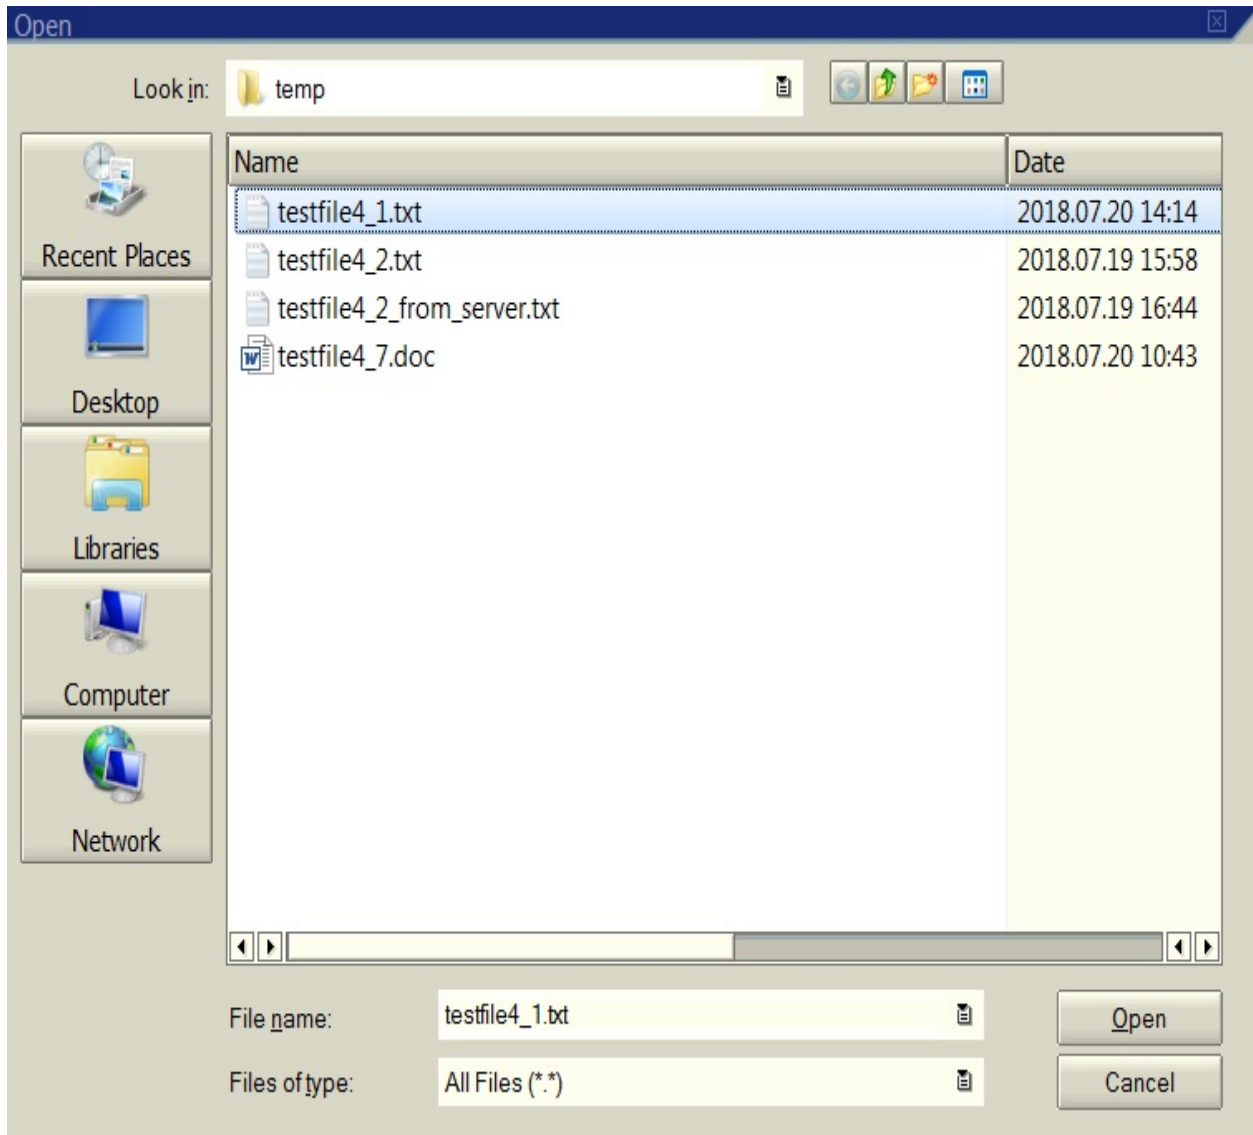 Open
Look in:
temp
Recent Places
Desktop
Libraries
Computer
Network
Name Date
testfile4_1.txt 2018.07.20 14:14
testfile4_2.txt 2018.07.19 15:58
testfile4_2_from_server.txt 2018.07.19 16:44
testfile4_7.doc 2018.07.20 10:43
File name: testfile4_1.txt Open
Files of type: All Files (*.*) Cancel